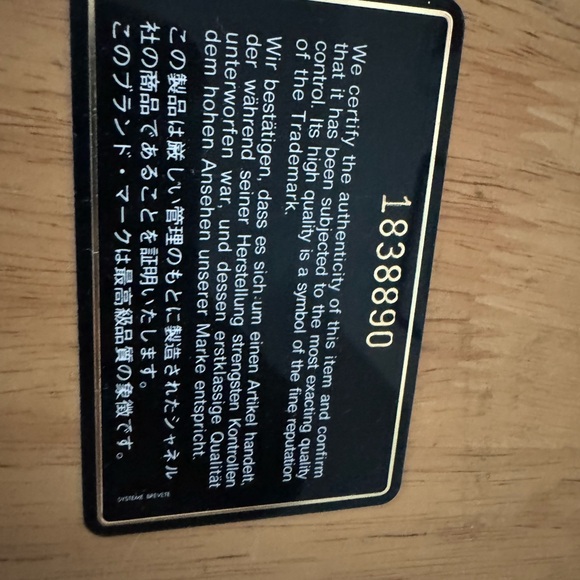 1838890
We certify the authenticity of this item and confirm
that it has been subjected to the most exacting quality
control. Its high quality is a symbol of the fine reputation
of the Trademark.
Wir bestätigen, dass es sich um einen Artikel handelt,
der während seiner Herstellung strengsten Kontrollen
unterworfen war, und dessen erstklassige Qualität
dem hohen Ansehen unserer Marke entspricht.
この製品は厳しい管理のもとに製造されたシャネル
社の商品であることを証明いたします。
このブランド・マークは最高級品質の象徴です。
SYSTEME BREVETE